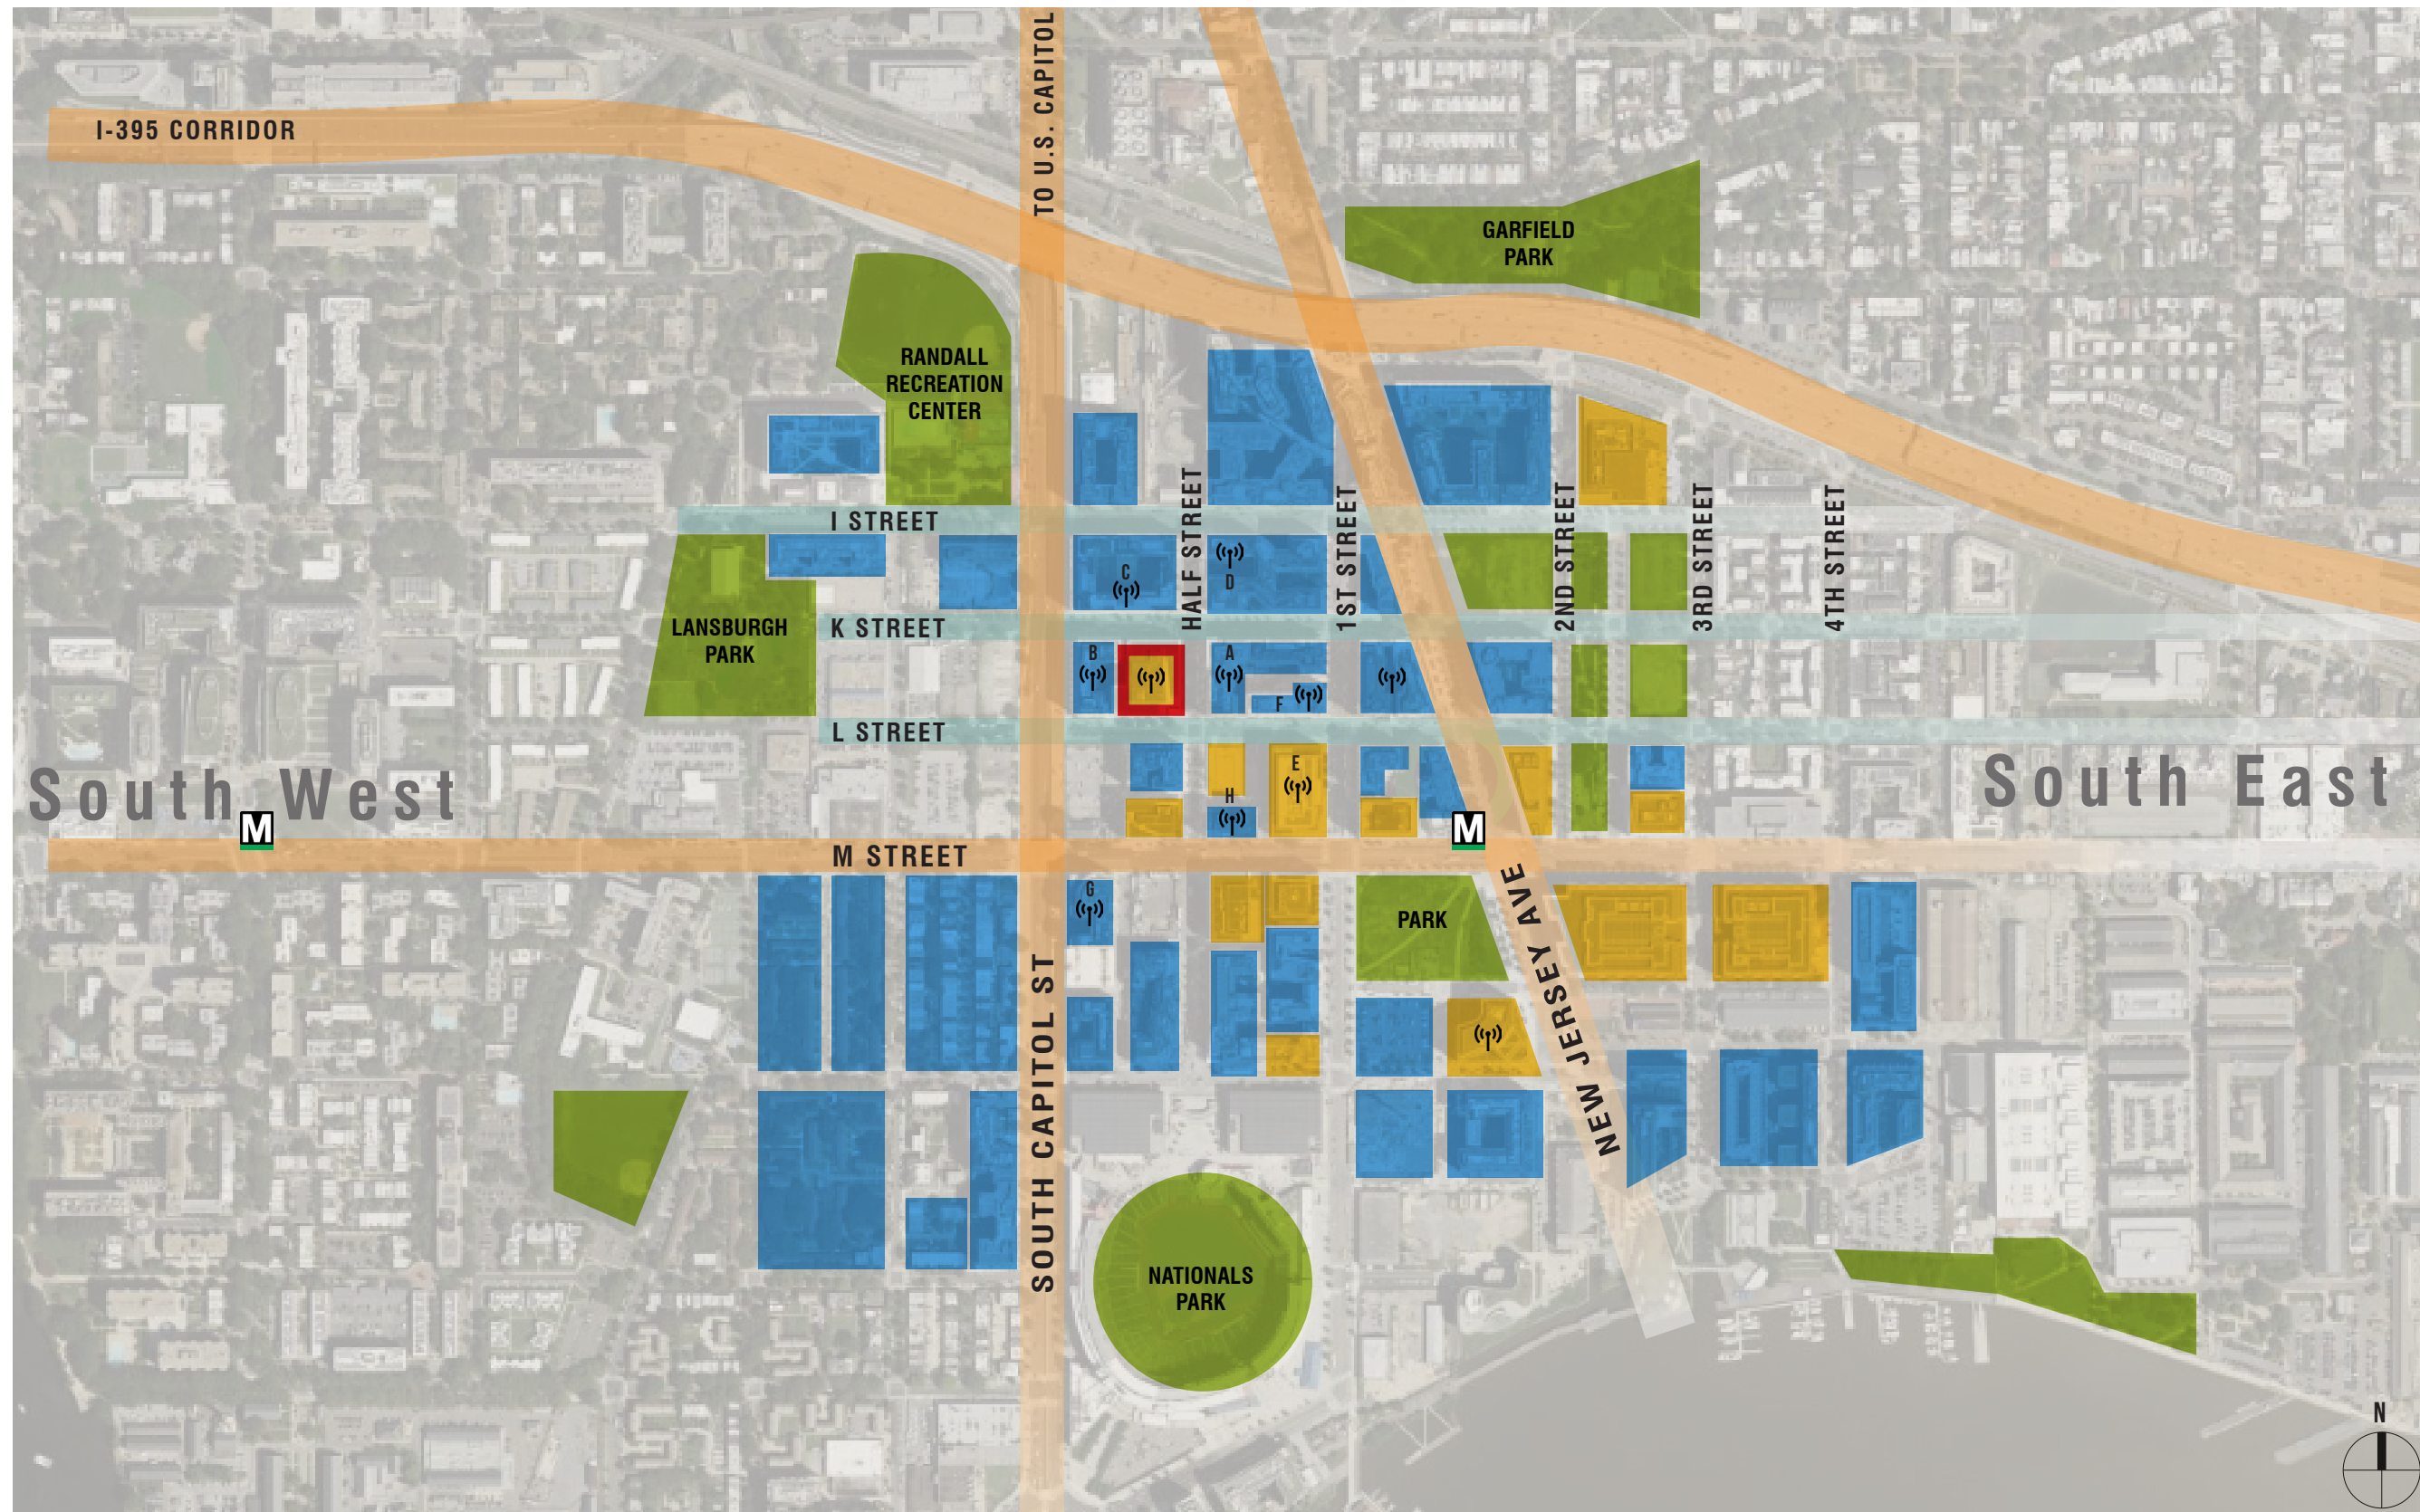 TO U.S. CAPITOL
I-395 CORRIDOR
GARFIELD
PARK
RANDALL
RECREATION
CENTER
I STREET
HALF STREET
1ST STREET
2ND STREET
3RD STREET
4TH STREET
C
D
LANSBURGH
PARK
K STREET
B
A
F
L STREET
South West
M
E
H
M
South East
M STREET
G
PARK
NEW JERSEY AVE
SOUTH CAPITOL ST
NATIONALS
PARK
N